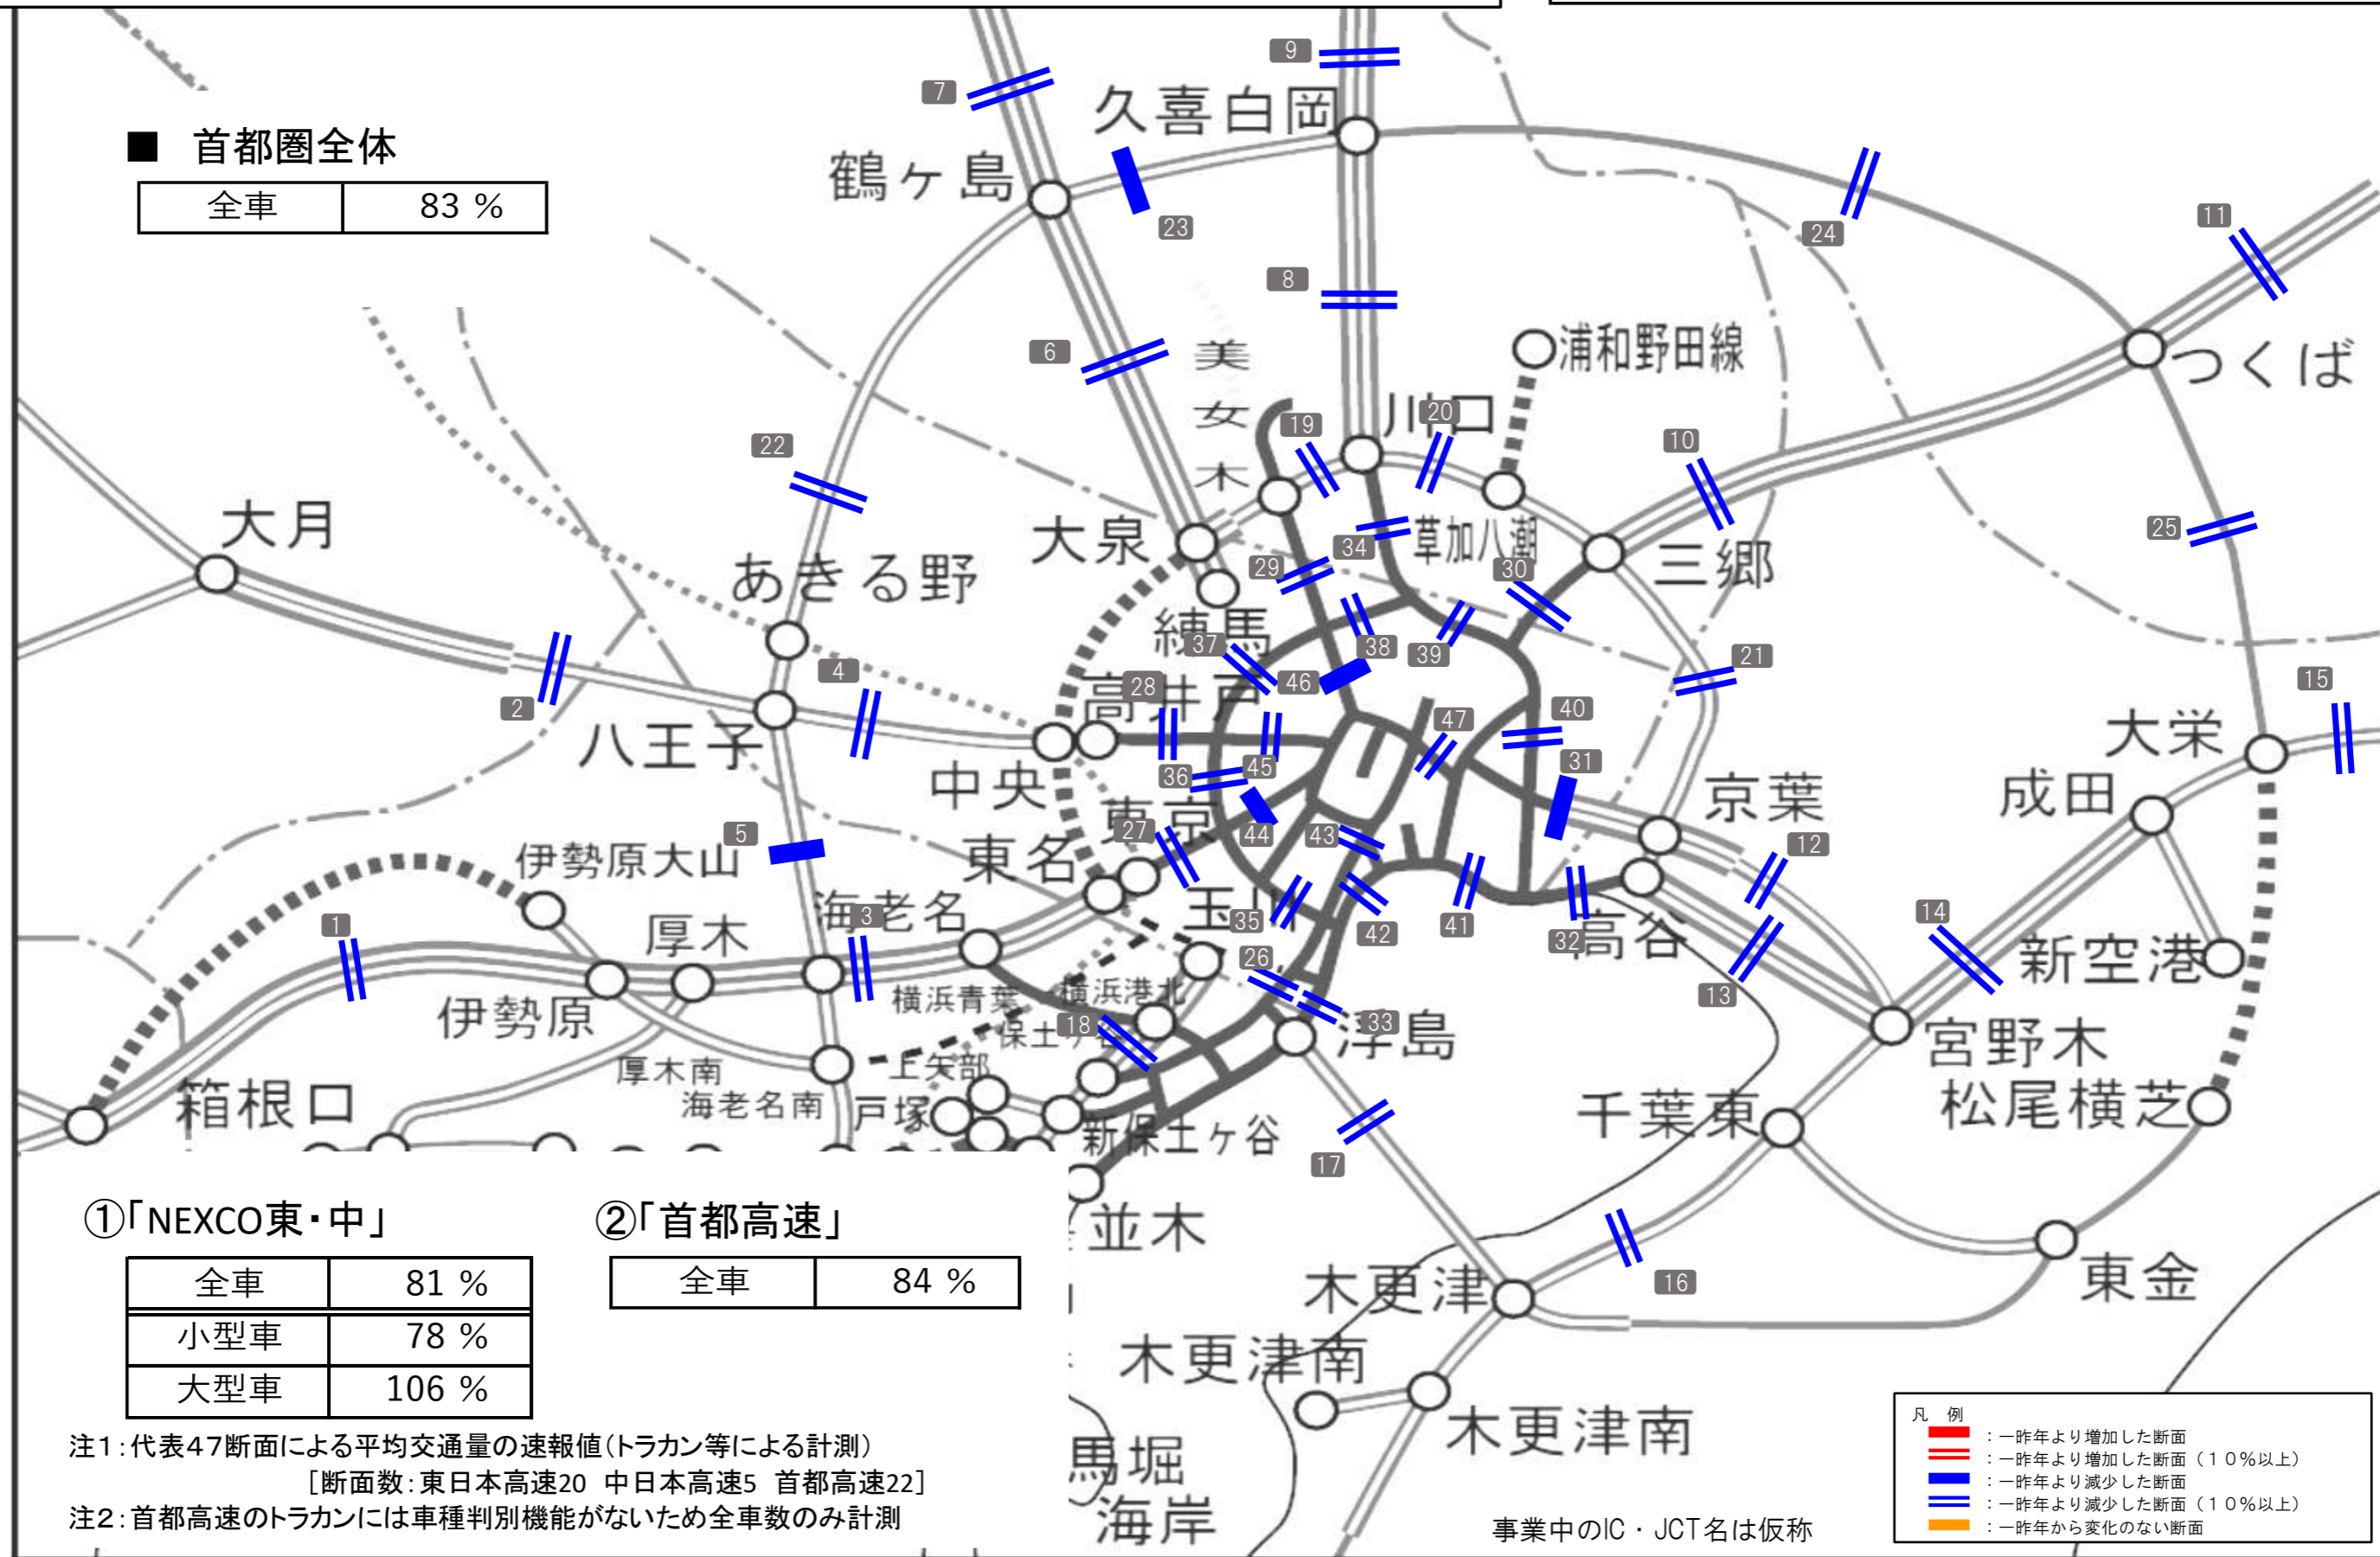 ■ 首都圏全体
全車 83 %
7
9
久喜白岡
鶴ヶ島
23
24
11
8
6
美女木
浦和野田線
つくば
川口
19
20
10
22
大月
大泉
あきる野
29
34
草加八潮
30
三郷
25
練馬
37
38
39
21
4
28
高井戸
46
2
47
40
15
八王子
中央
36
45
31
大栄
成田
京葉
5
東京
27
44
43
12
伊勢原大山
東名
玉川
1
厚木
海老名
3
35
42
41
32
高谷
14
新空港
26
横浜青葉
横浜港北
13
伊勢原
18
保土ヶ谷
33
浮島
宮野木
厚木南
上矢部
箱根口
海老名南
戸塚
新保土ヶ谷
千葉東
松尾横芝
17
並木
16
木更津
東金
木更津南
木更津南
馬堀
海岸
①「NEXCO東・中」
全車 81 %
小型車 78 %
大型車 106 %
②「首都高速」
全車 84 %
注1：代表47断面による平均交通量の速報値（トラカン等による計測）
［断面数：東日本高速20 中日本高速5 首都高速22］
注2：首都高速のトラカンには車種判別機能がないため全車数のみ計測
事業中のIC・JCT名は仮称
凡 例
：一昨年より増加した断面
：一昨年より増加した断面（１０％以上）
：一昨年より減少した断面
：一昨年より減少した断面（１０％以上）
：一昨年から変化のない断面